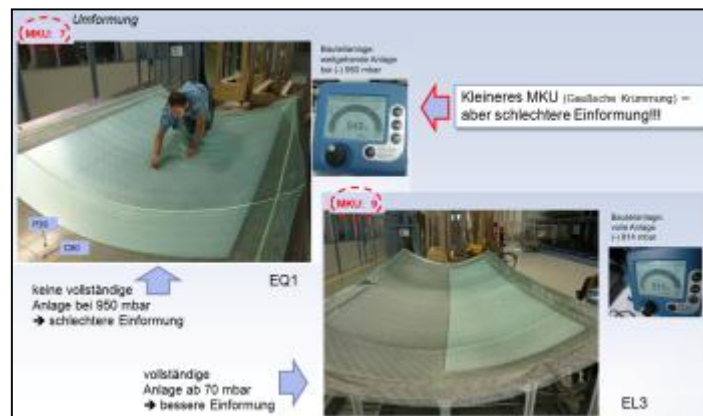 Umformung
MKU: 7
Bauteilanlage:
weitgehende Anlage
bei (-) 950 mbar
Kleineres MKU (Gaußsche Krümmung) –
aber schlechtere Einformung!!!
MKU: 9
Bauteilanlage:
volle Anlage
keine vollständige
Anlage bei 950 mbar
➔ schlechtere Einformung
EQ1
vollständige
Anlage ab 70 mbar
➔ bessere Einformung
EL3